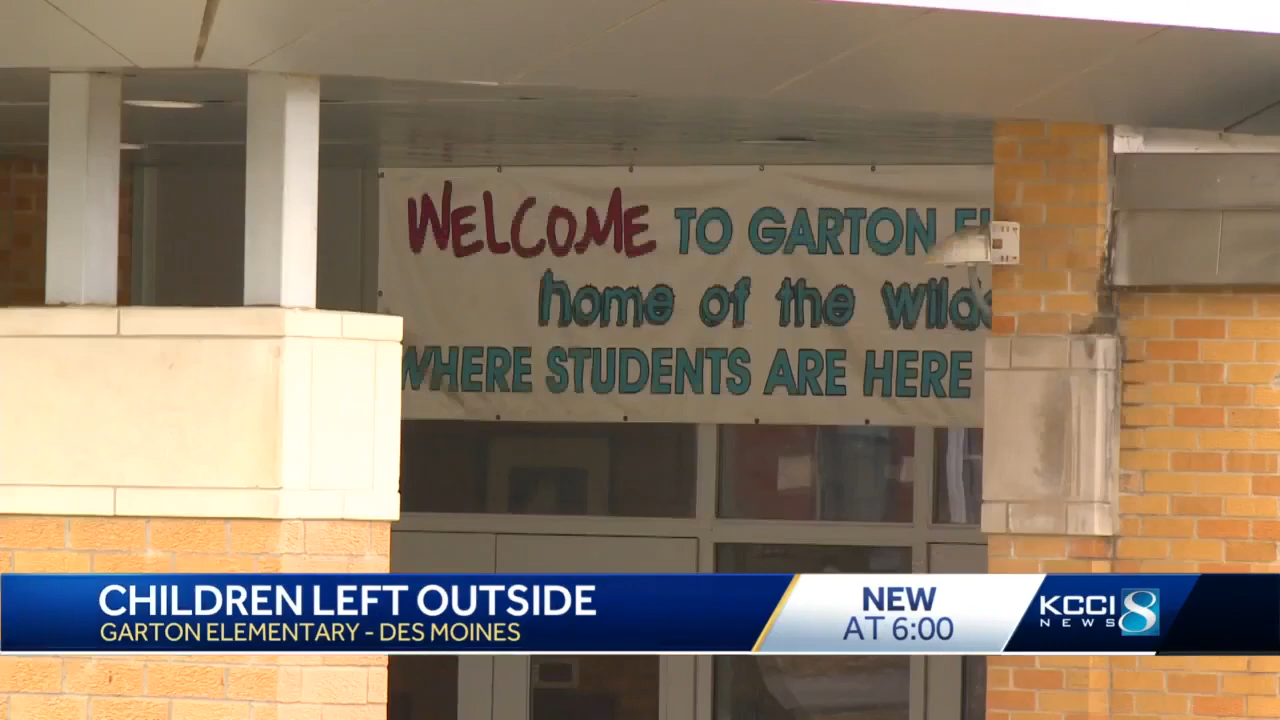 WELCOME TO GARTON
home of the
WHERE STUDENTS ARE HERE
CHILDREN LEFT OUTSIDE
GARTON ELEMENTARY - DES MOINES
NEW
AT 6:00
KCCI 8
NEWS